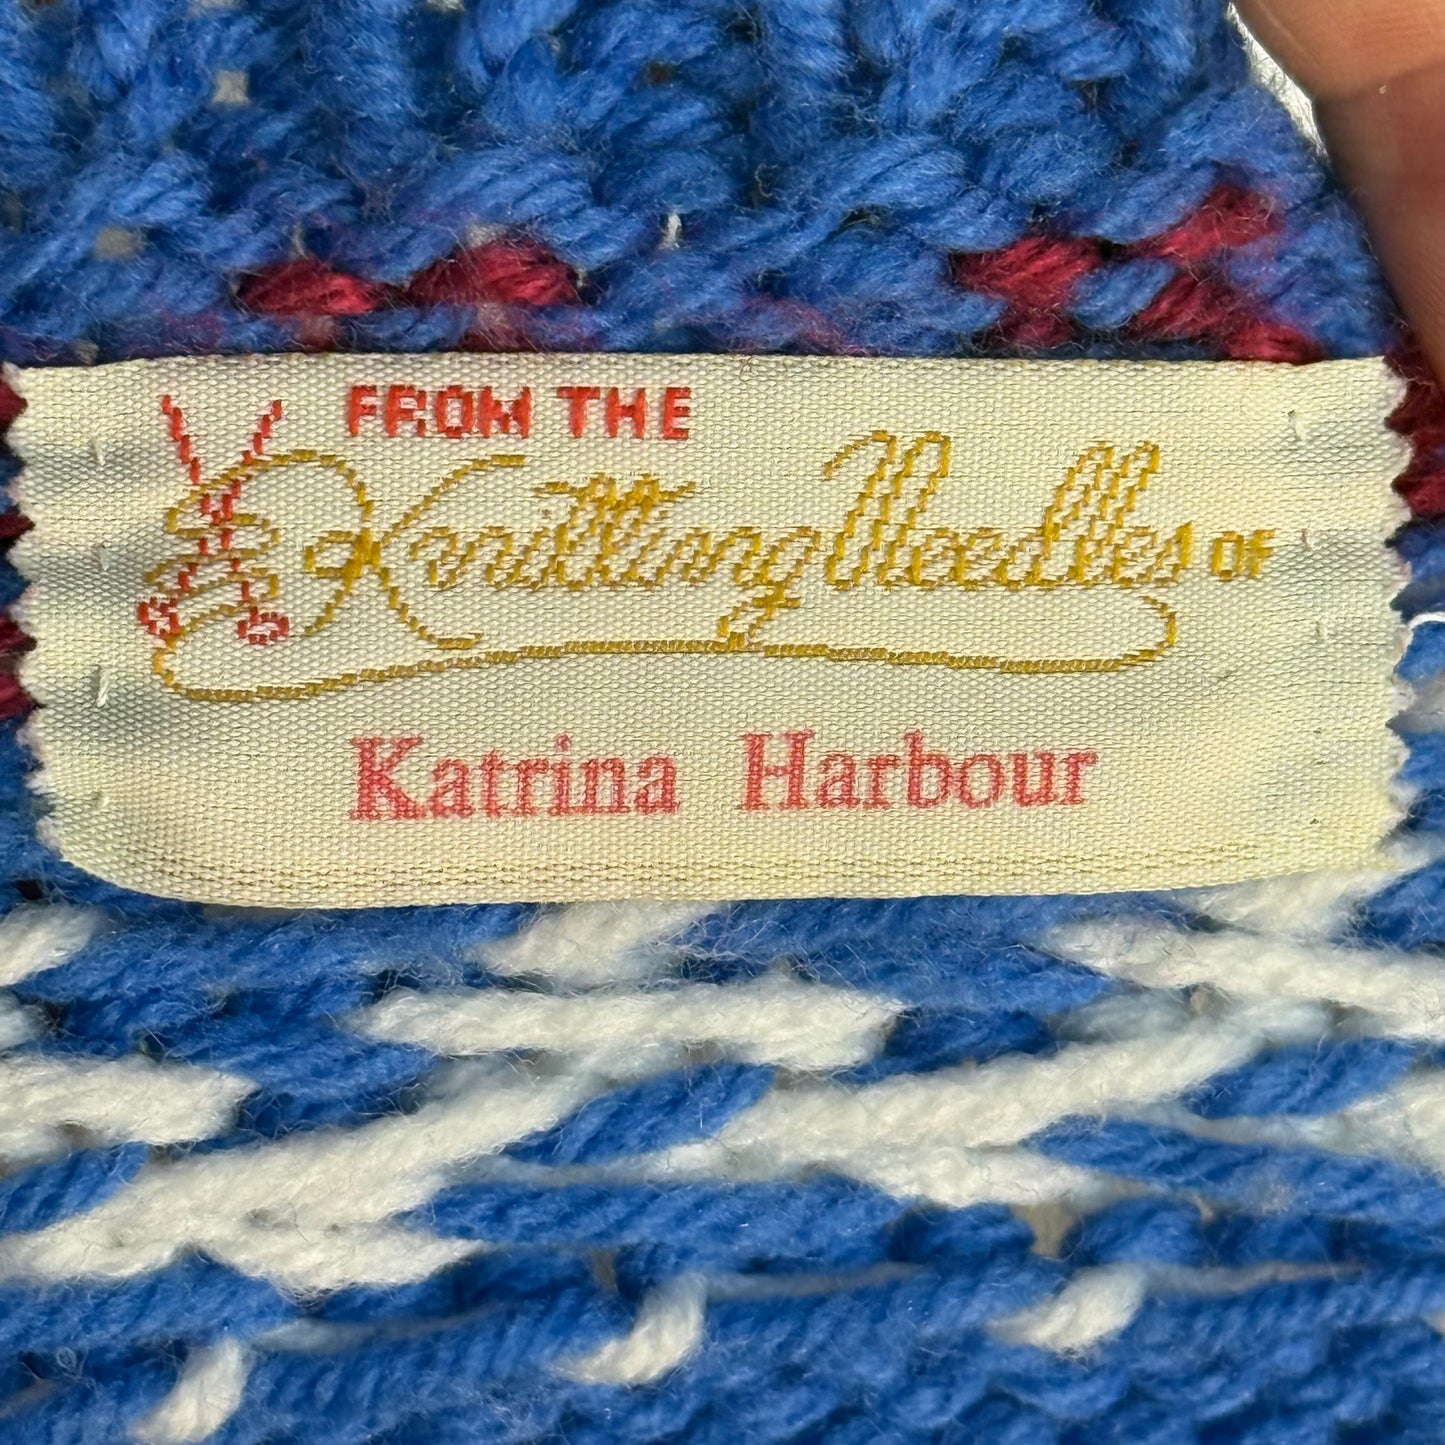 FROM THE
Knitting Needles OF
Katrina Harbour